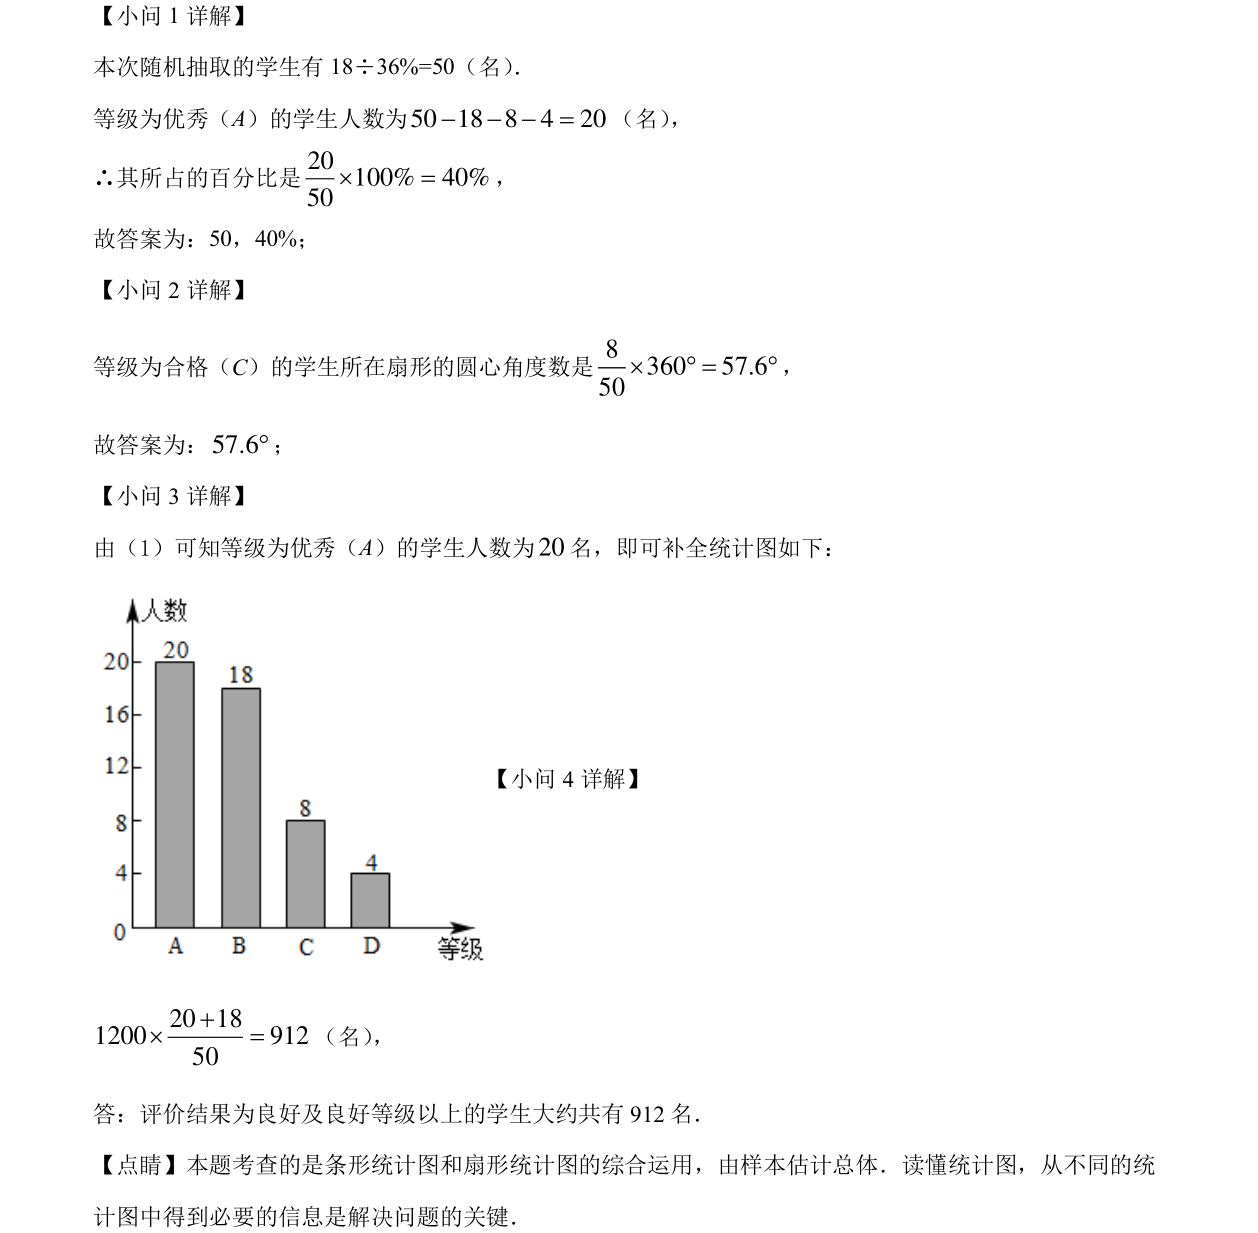 【小问 1 详解】
本次随机抽取的学生有 18÷36%=50（名）．
等级为优秀（A）的学生人数为50−18−8−4=20（名），
∴其所占的百分比是20/50×100%=40%，
故答案为：50，40%；
【小问 2 详解】
等级为合格（C）的学生所在扇形的圆心角度数是8/50×360°=57.6°，
故答案为：57.6°；
【小问 3 详解】
由（1）可知等级为优秀（A）的学生人数为20名，即可补全统计图如下：
人数
20
20
18
16
12
8
8
4
4
0
A B C D 等级
【小问 4 详解】
1200×(20+18)/50=912（名），
答：评价结果为良好及良好等级以上的学生大约共有 912 名．
【点睛】本题考查的是条形统计图和扇形统计图的综合运用，由样本估计总体．读懂统计图，从不同的统
计图中得到必要的信息是解决问题的关键．